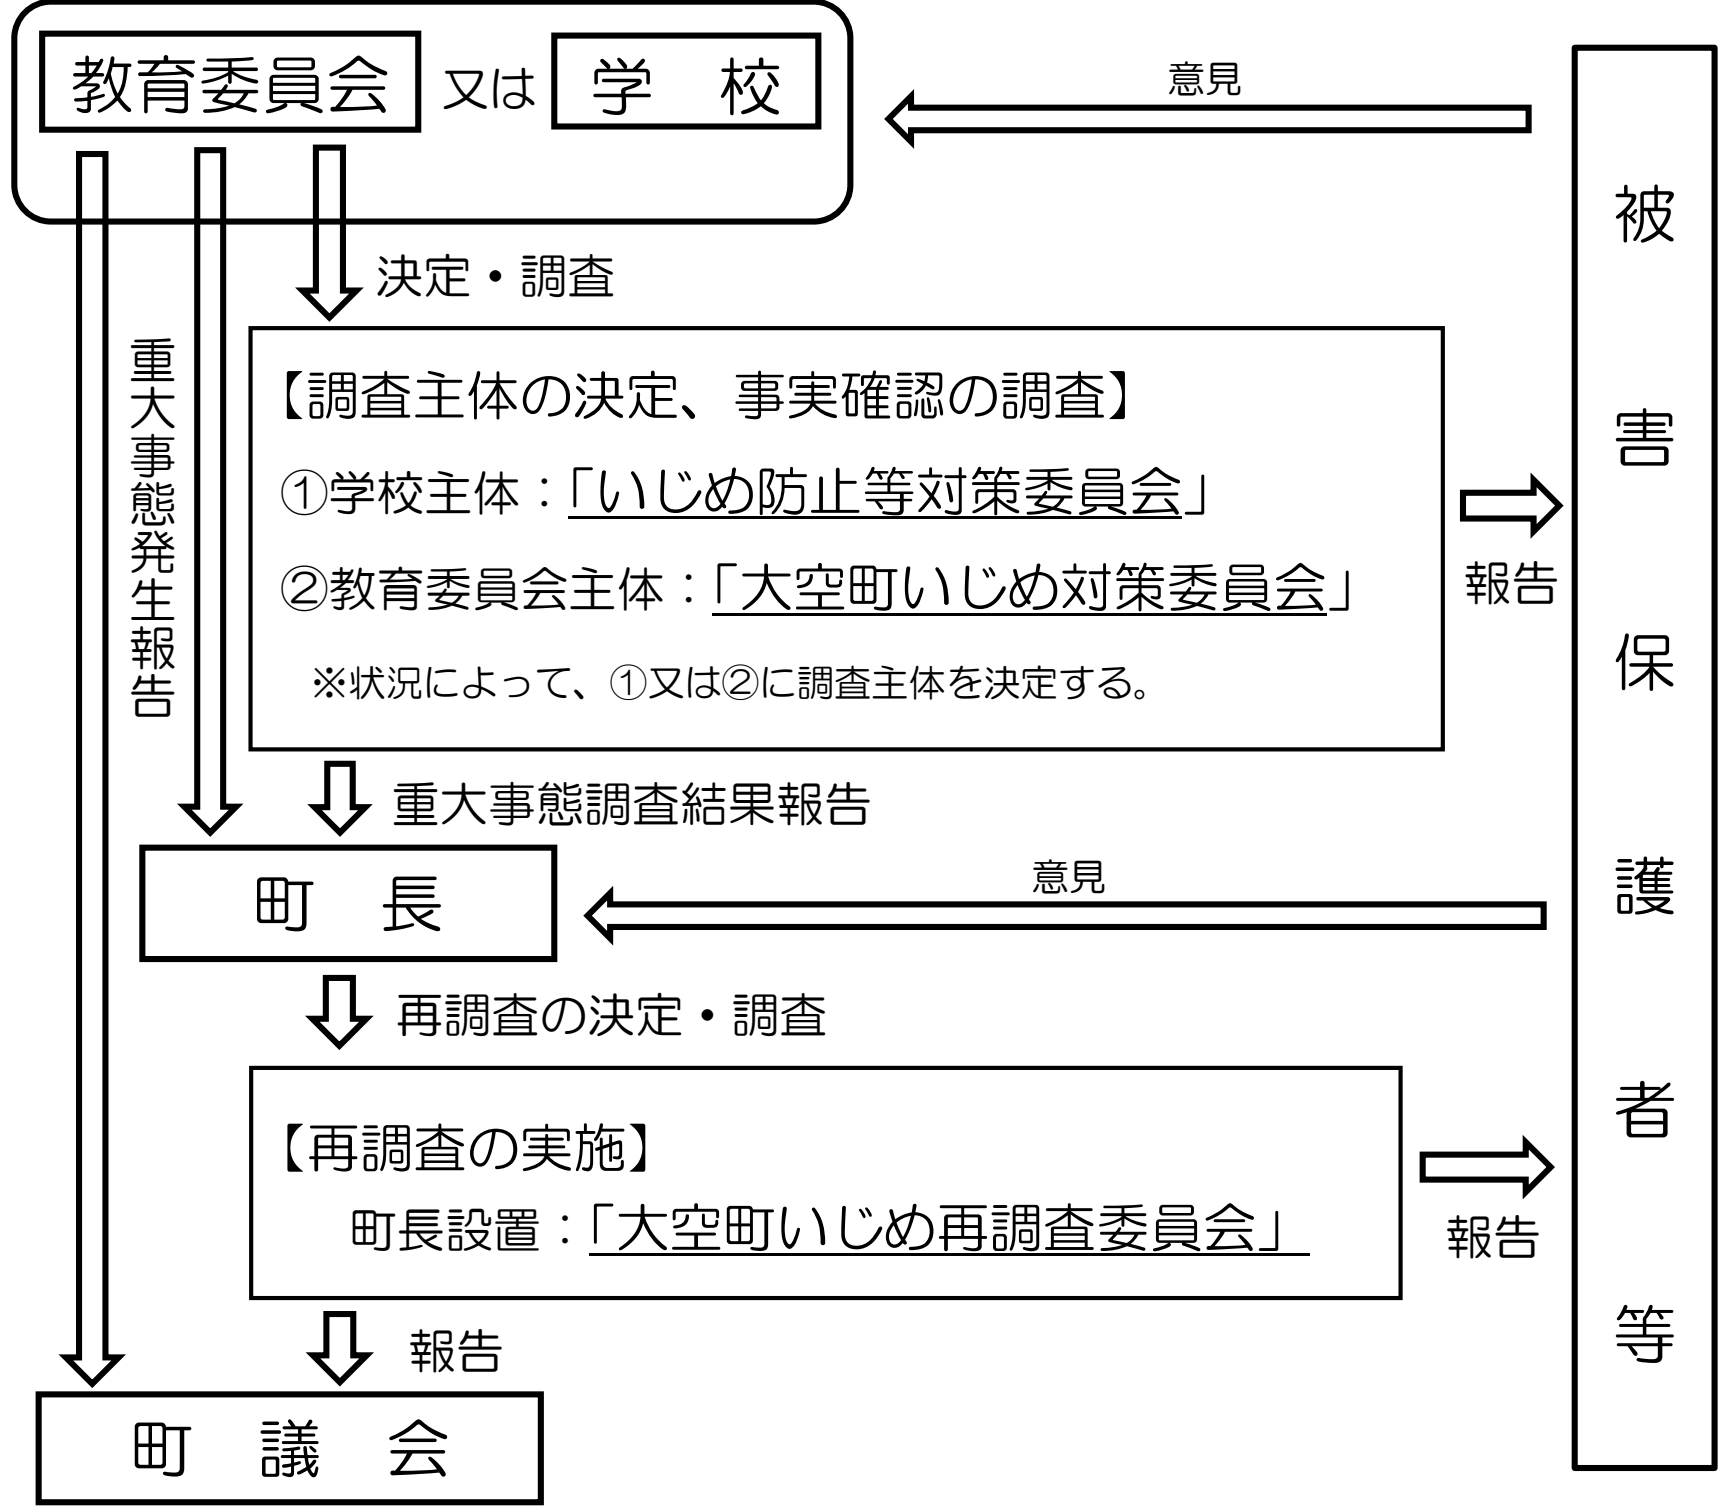 教育委員会 又は 学 校
意見
決定・調査
重大事態発生報告
【調査主体の決定、事実確認の調査】
①学校主体：「いじめ防止等対策委員会」
②教育委員会主体：「大空町いじめ対策委員会」
※状況によって、①又は②に調査主体を決定する。
報告
重大事態調査結果報告
町 長
意見
再調査の決定・調査
【再調査の実施】
町長設置：「大空町いじめ再調査委員会」
報告
報告
町 議 会
被害保護者等